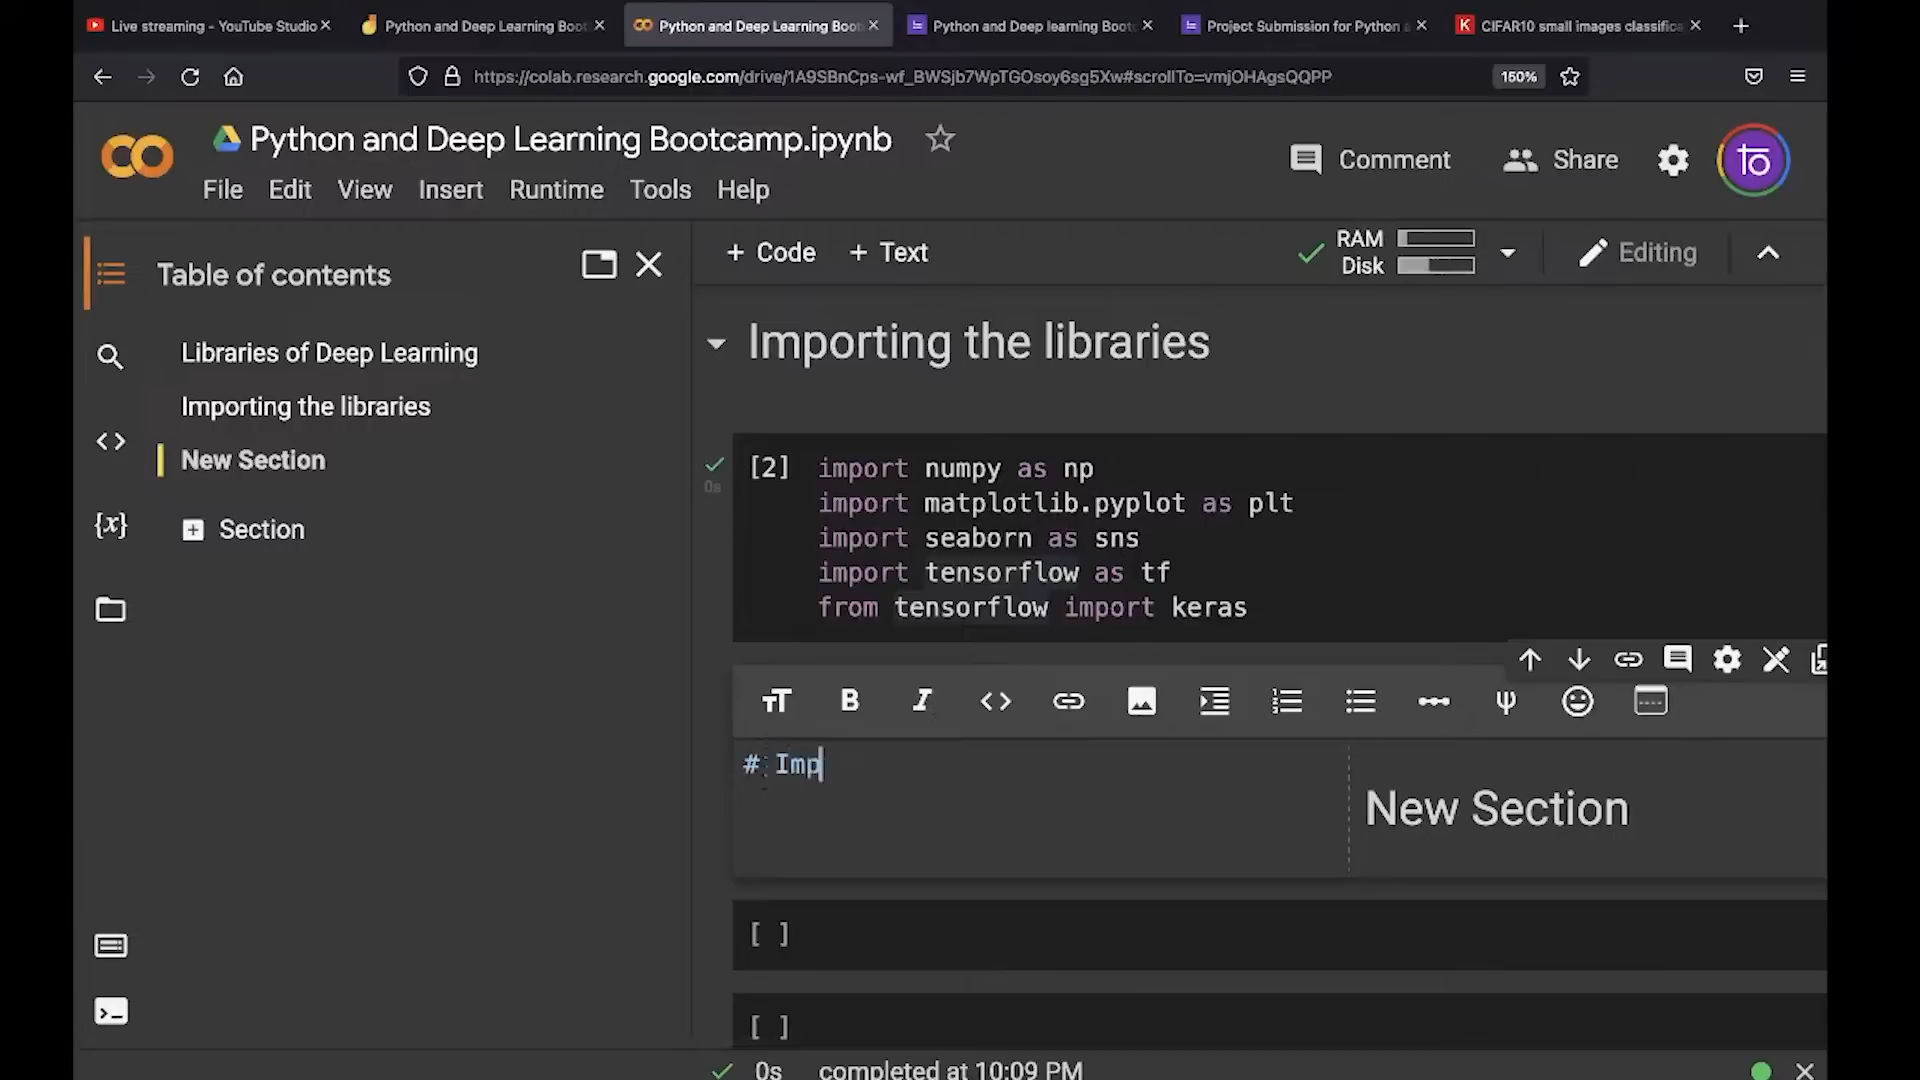 Live streaming - YouTube Studio
Python and Deep Learning Boot
Python and Deep Learning Boot
Python and Deep learning Boot
Project Submission for Python a
CIFAR10 small images classifica
https://colab.research.google.com/drive/1A9SBnCps-wf_BWSjb7WpTGOsoy6sg5Xw#scrollTo=vmjOHAgsQQPP
150%
Python and Deep Learning Bootcamp.ipynb
Comment
Share
File Edit View Insert Runtime Tools Help
Table of contents
+ Code + Text
RAM
Disk
Editing
Libraries of Deep Learning
Importing the libraries
New Section
Section
Importing the libraries
0s
[2] import numpy as np
import matplotlib.pyplot as plt
import seaborn as sns
import tensorflow as tf
from tensorflow import keras
# Imp
New Section
[ ]
[ ]
0s completed at 10:09 PM